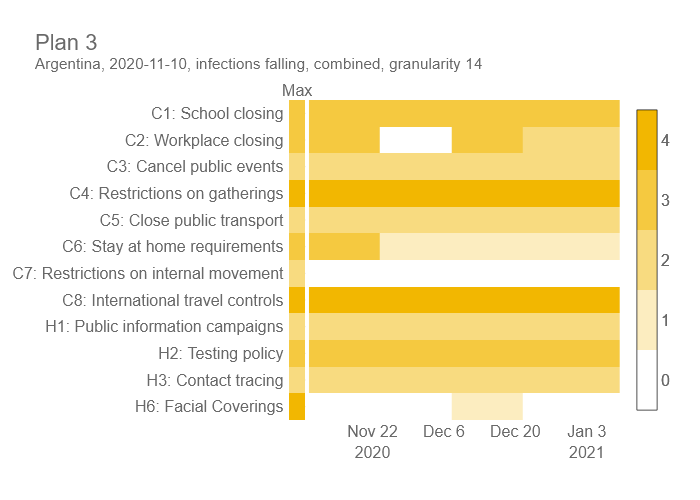 Plan 3
Argentina, 2020-11-10, infections falling, combined, granularity 14
Max
C1: School closing
C2: Workplace closing
C3: Cancel public events
C4: Restrictions on gatherings
C5: Close public transport
C6: Stay at home requirements
C7: Restrictions on internal movement
C8: International travel controls
H1: Public information campaigns
H2: Testing policy
H3: Contact tracing
H6: Facial Coverings
4
3
2
1
0
Nov 22 Dec 6 Dec 20 Jan 3
2020 2021